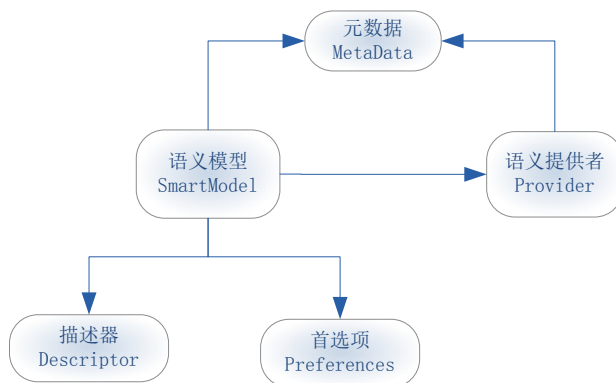 元数据
MetaData
语义模型
SmartModel
语义提供者
Provider
描述器
Descriptor
首选项
Preferences